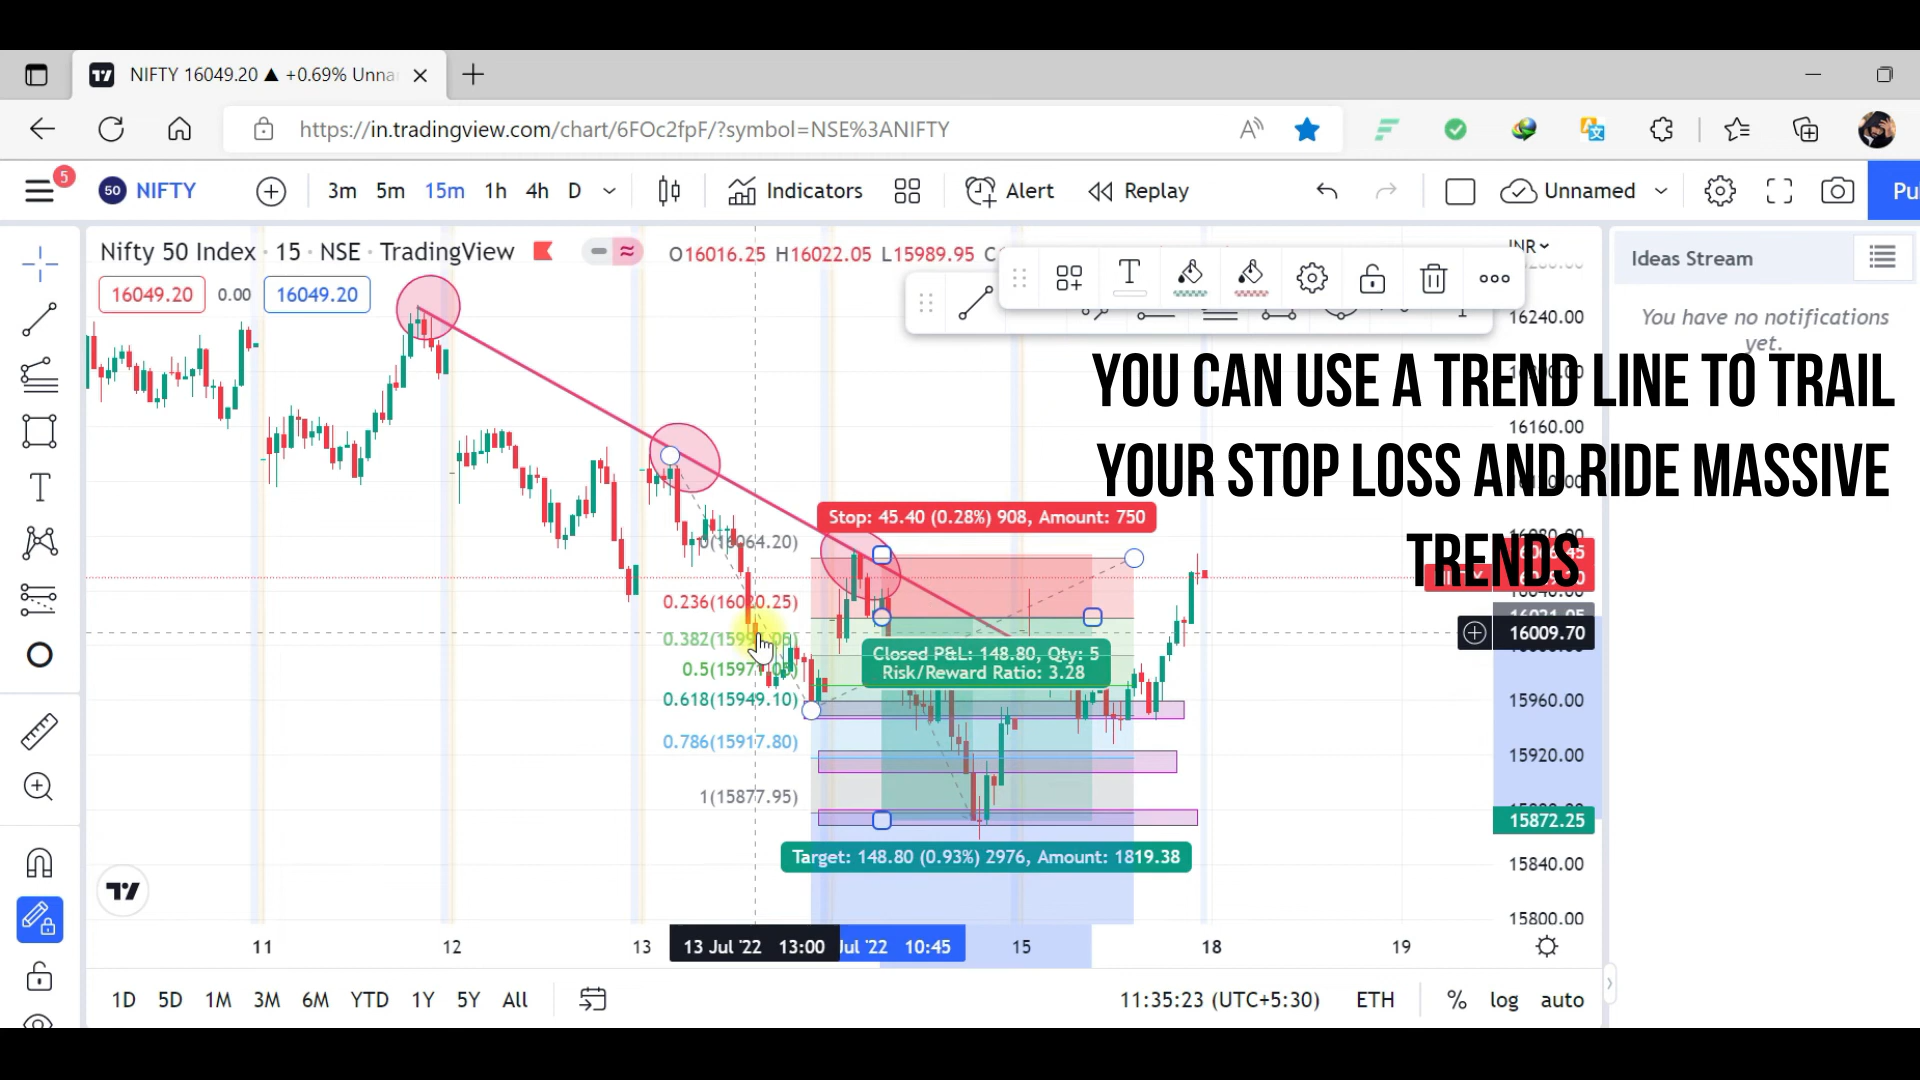 NIFTY 16049.20 ▲ +0.69% Unna
https://in.tradingview.com/chart/6FOc2fpF/?symbol=NSE%3ANIFTY
5
50 NIFTY 3m 5m 15m 1h 4h D Indicators Alert Replay Unnamed Pu
Nifty 50 Index · 15 · NSE · TradingView O16016.25 H16022.05 L15989.95 C
INR
Ideas Stream
16049.20 0.00 16049.20
You have no notifications
yet.
16240.00
YOU CAN USE A TREND LINE TO TRAIL
16160.00
YOUR STOP LOSS AND RIDE MASSIVE
TRENDS
Stop: 45.40 (0.28%) 908, Amount: 750
0(16064.20)
0.236(16020.25)
16009.70
Closed P&L: 148.80, Qty: 5
Risk/Reward Ratio: 3.28
0.618(15949.10)
15960.00
0.786(15917.80)
15920.00
1(15877.95)
15872.25
Target: 148.80 (0.93%) 2976, Amount: 1819.38
15840.00
15800.00
11 12 13 13 Jul '22 13:00 Jul '22 10:45 15 18 19
1D 5D 1M 3M 6M YTD 1Y 5Y All 11:35:23 (UTC+5:30) ETH % log auto